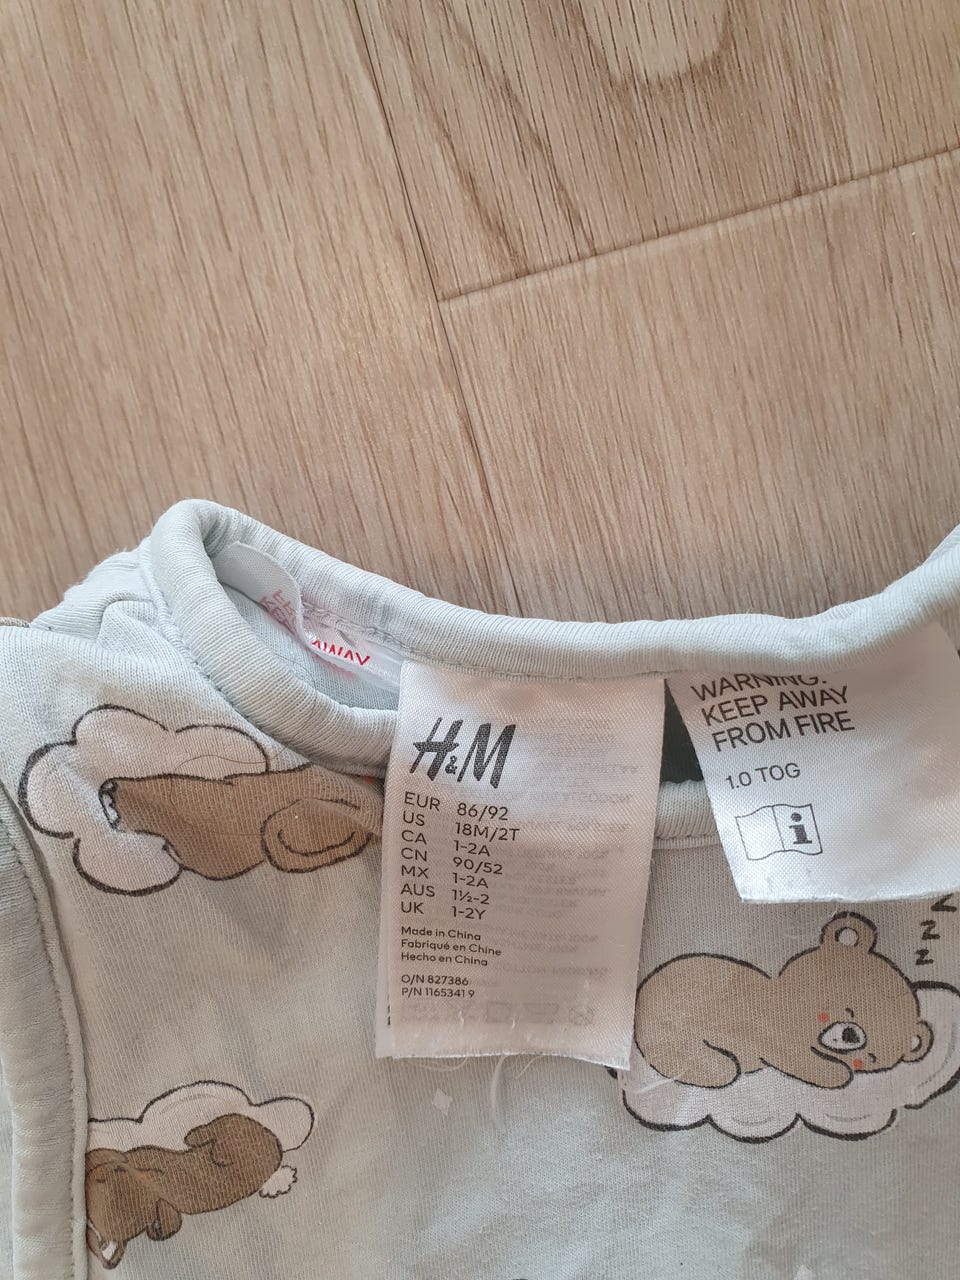 H&M
EUR 86/92
US 18M/2T
CA 1-2A
CN 90/52
MX 1-2A
AUS 1½-2
UK 1-2Y
Made in China
Fabriqué en Chine
Hecho en China
O/N 827386
P/N 1165341 9
WARNING:
KEEP AWAY
FROM FIRE
1.0 TOG
i
Z
Z
Z